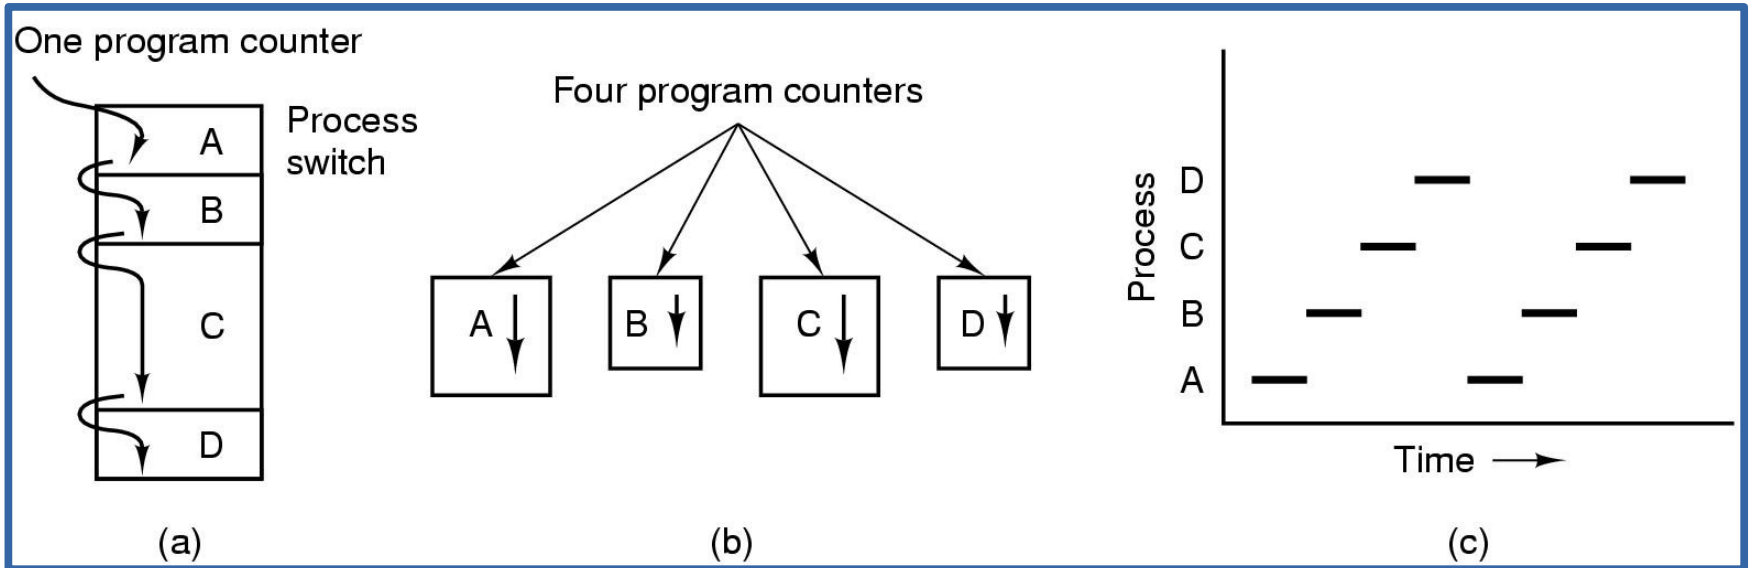 One program counter
A
B
C
D
Process
switch
(a)
Four program counters
A
B
C
D
(b)
Process
D
C
B
A
Time
(c)